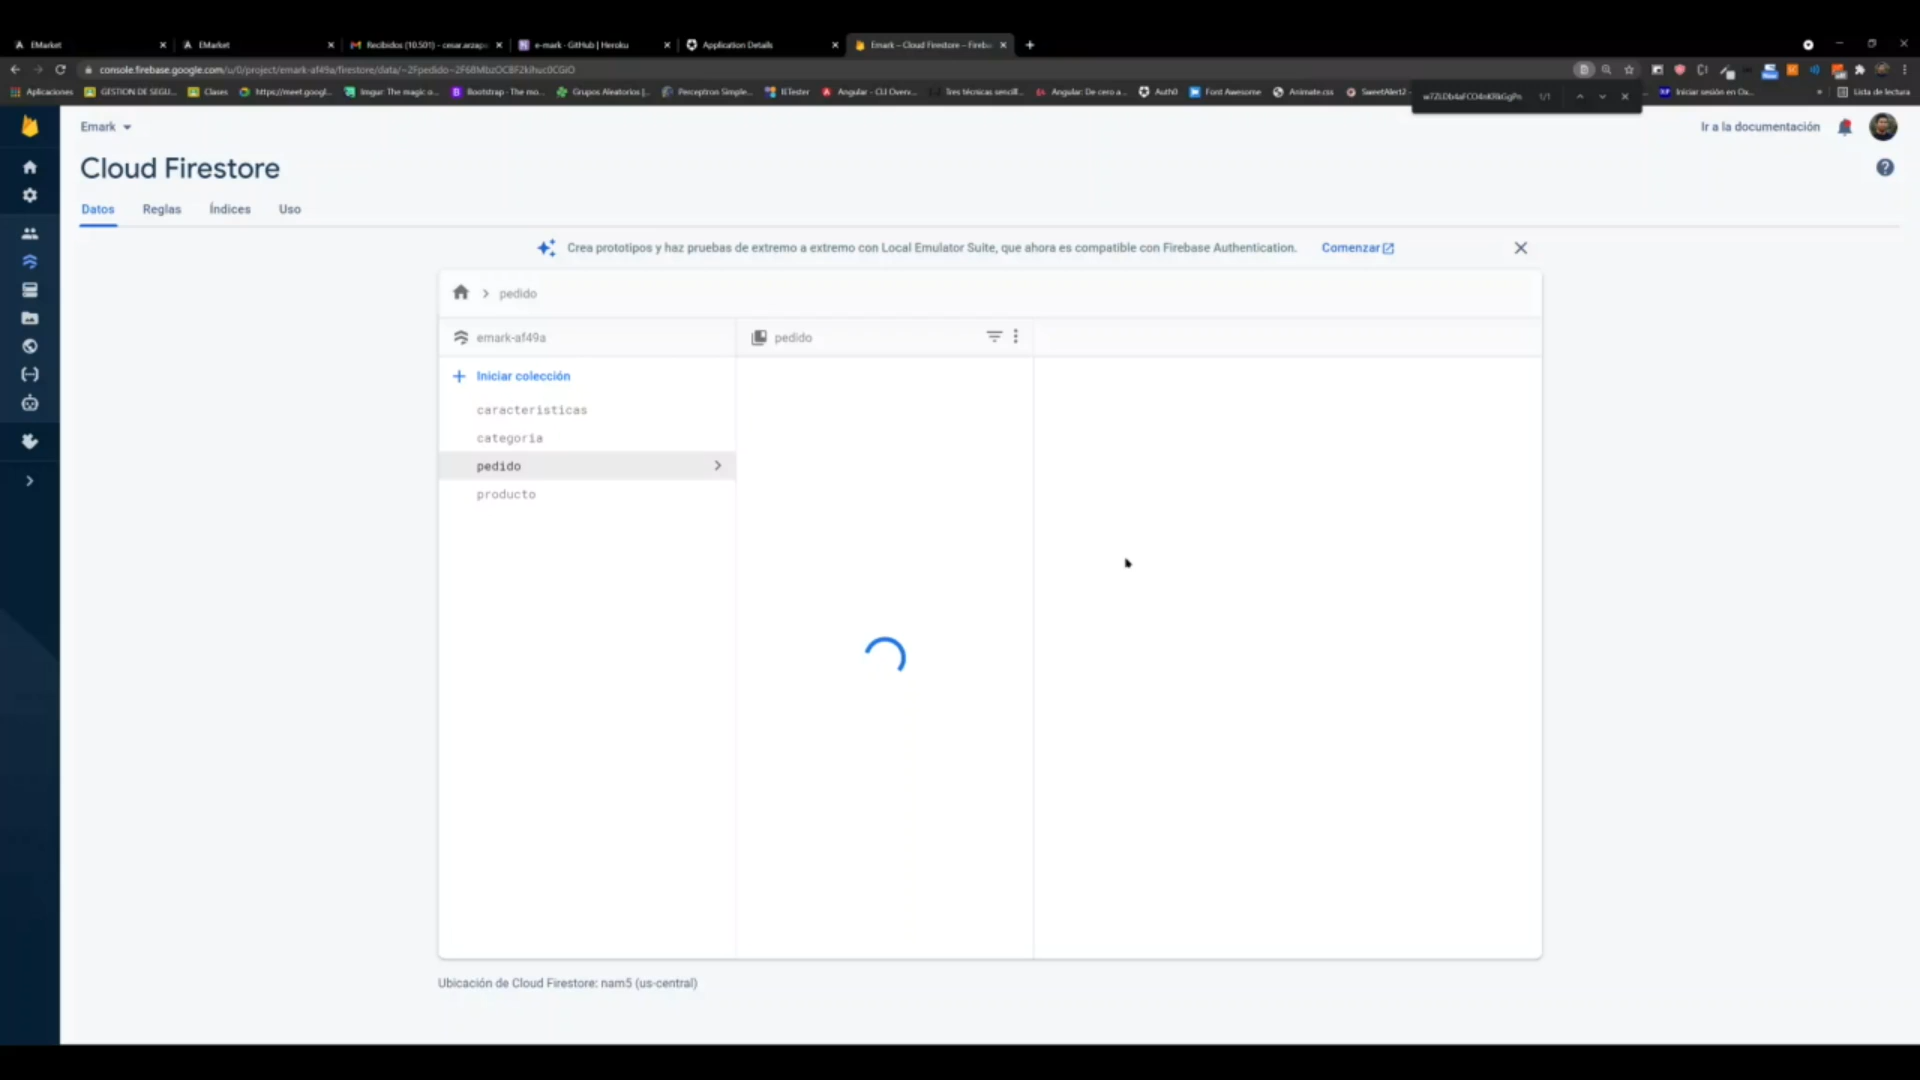 EMarket
EMarket
Recibidos (10.501) - cesar.arzapa
e-mark · GitHub | Heroku
Application Details
Emark – Cloud Firestore – Fireba
console.firebase.google.com/u/0/project/emark-af49a/firestore/data/~2Fpedido~2F
Aplicaciones
GESTION DE SEGU...
Clases
https://meet.googl...
Imgur: The magic o...
Bootstrap · The mo...
Grupos Aleatorios |...
Perceptron Simple...
Angular - CLI Overv...
Tres técnicas sencill...
Angular: De cero a...
Auth0
Font Awesome
Animate.css
SweetAlert2
1/1
Iniciar sesión en Ox...
Lista de lectura
Emark
Ir a la documentación
Cloud Firestore
Datos
Reglas
Índices
Uso
Crea prototipos y haz pruebas de extremo a extremo con Local Emulator Suite, que ahora es compatible con Firebase Authentication.
Comenzar
pedido
emark-af49a
pedido
Iniciar colección
caracteristicas
categoria
pedido
producto
Ubicación de Cloud Firestore: nam5 (us-central)